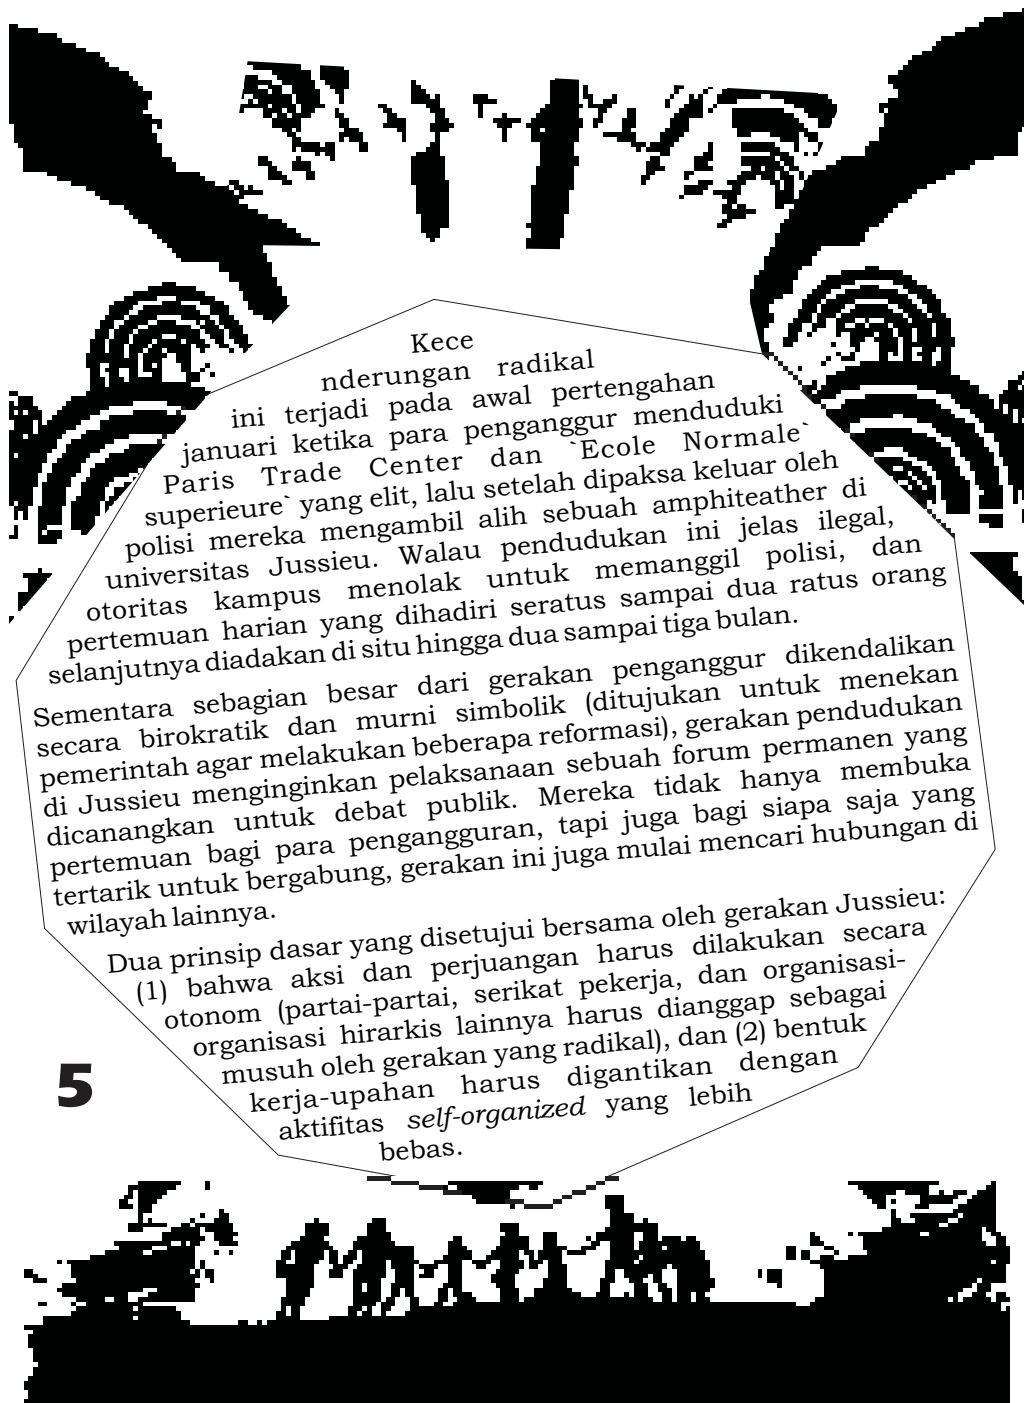 Kece
nderungan radikal
ini terjadi pada awal pertengahan
januari ketika para penganggur menduduki
Paris Trade Center dan `Ecole Normale`
superieure` yang elit, lalu setelah dipaksa keluar oleh
polisi mereka mengambil alih sebuah amphiteather di
universitas Jussieu. Walau pendudukan ini jelas ilegal,
otoritas kampus menolak untuk memanggil polisi, dan
pertemuan harian yang dihadiri seratus sampai dua ratus orang
selanjutnya diadakan di situ hingga dua sampai tiga bulan.
Sementara sebagian besar dari gerakan penganggur dikendalikan
secara birokratik dan murni simbolik (ditujukan untuk menekan
pemerintah agar melakukan beberapa reformasi), gerakan pendudukan
di Jussieu menginginkan pelaksanaan sebuah forum permanen yang
dicanangkan untuk debat publik. Mereka tidak hanya membuka
pertemuan bagi para pengangguran, tapi juga bagi siapa saja yang
tertarik untuk bergabung, gerakan ini juga mulai mencari hubungan di
wilayah lainnya.
Dua prinsip dasar yang disetujui bersama oleh gerakan Jussieu:
(1) bahwa aksi dan perjuangan harus dilakukan secara
otonom (partai-partai, serikat pekerja, dan organisasi-
organisasi hirarkis lainnya harus dianggap sebagai
musuh oleh gerakan yang radikal), dan (2) bentuk
kerja-upahan harus digantikan dengan
aktifitas self-organized yang lebih
bebas.
5